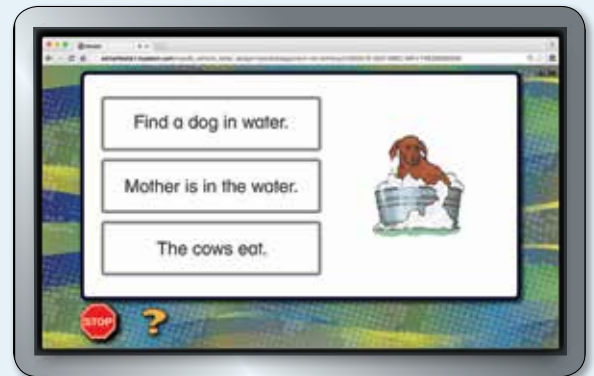 Find a dog in water.
Mother is in the water.
The cows eat.
STOP
?